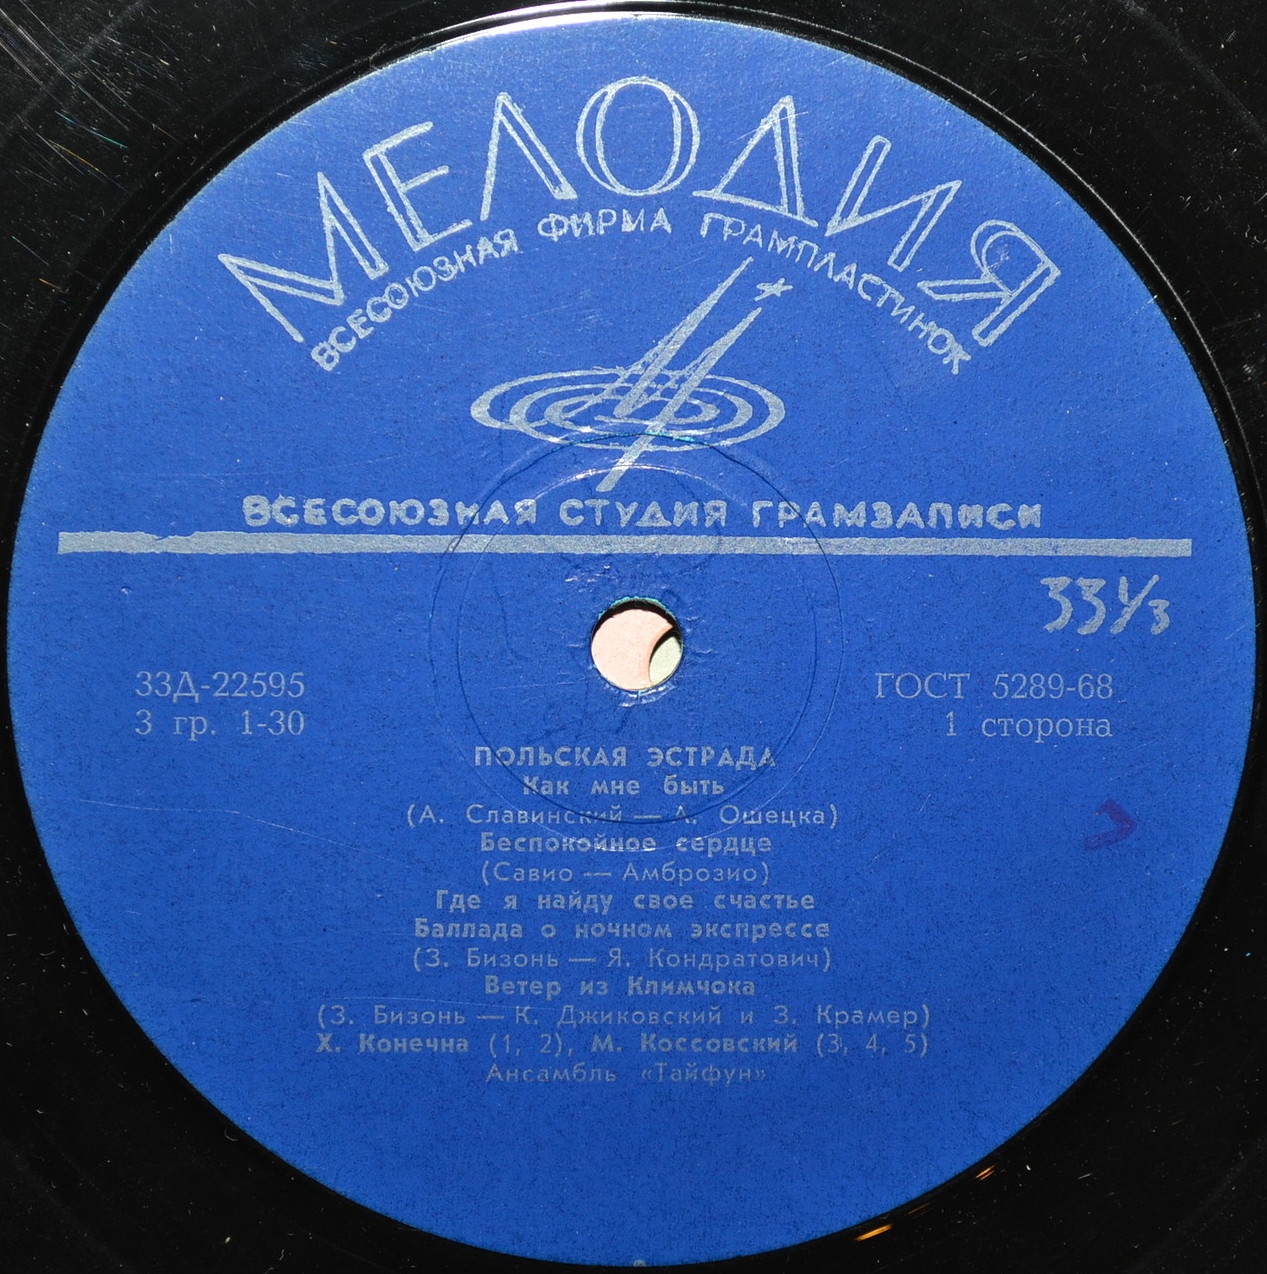 МЕЛОДИЯ
ВСЕСОЮЗНАЯ ФИРМА ГРАМПЛАСТИНОК
ВСЕСОЮЗНАЯ СТУДИЯ ГРАМЗАПИСИ
33⅓
33Д-22595 ГОСТ 5289-68
3 гр. 1-30 1 сторона
ПОЛЬСКАЯ ЭСТРАДА
Как мне быть
(А. Славинский — А. Ошецка)
Беспокойное сердце
(Савио — Амброзио)
Где я найду свое счастье
Баллада о ночном экспрессе
(З. Бизонь — Я. Кондратович)
Ветер из Климчока
(З. Бизонь — К. Джиковский и З. Крамер)
Х. Конечна (1, 2), М. Коссовский (3, 4, 5)
Ансамбль «Тайфун»